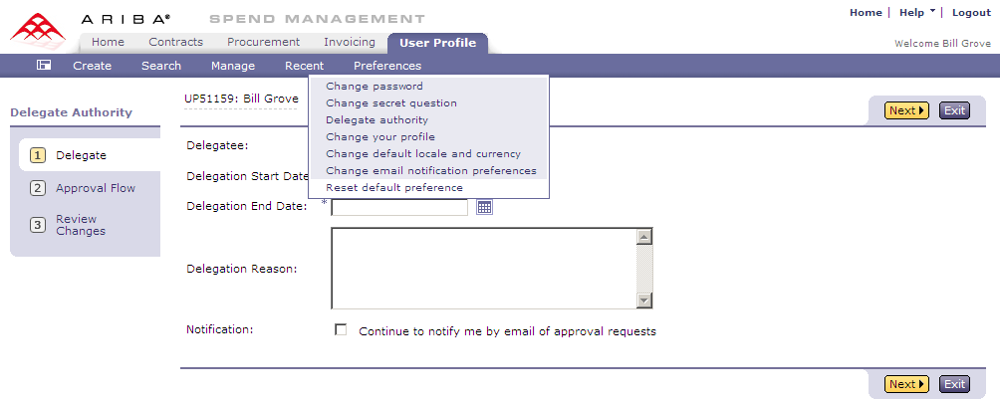 ARIBA® SPEND MANAGEMENT
Home | Help | Logout
Home Contracts Procurement Invoicing User Profile
Welcome Bill Grove
Create Search Manage Recent Preferences
Change password
Change secret question
Delegate authority
Change your profile
Change default locale and currency
Change email notification preferences
Reset default preference
Delegate Authority
1 Delegate
2 Approval Flow
3 Review
Changes
UP51159: Bill Grove
Next Exit
Delegatee:
Delegation Start Date
Delegation End Date: *
Delegation Reason:
Notification: Continue to notify me by email of approval requests
Next Exit